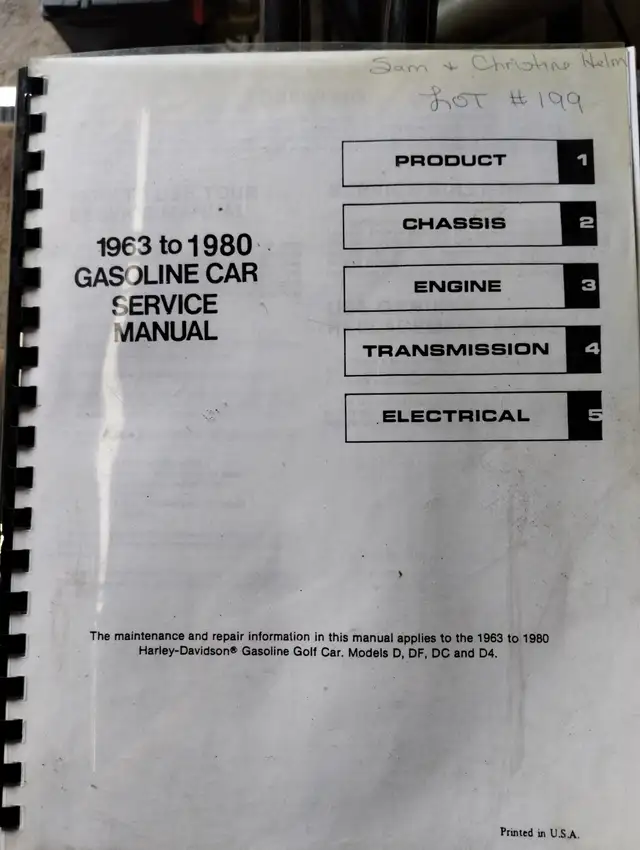 Sam & Christine Helm
LOT # 199
PRODUCT 1
CHASSIS 2
ENGINE 3
TRANSMISSION 4
ELECTRICAL 5
1963 to 1980
GASOLINE CAR
SERVICE
MANUAL
The maintenance and repair information in this manual applies to the 1963 to 1980
Harley-Davidson® Gasoline Golf Car. Models D, DF, DC and D4.
Printed in U.S.A.